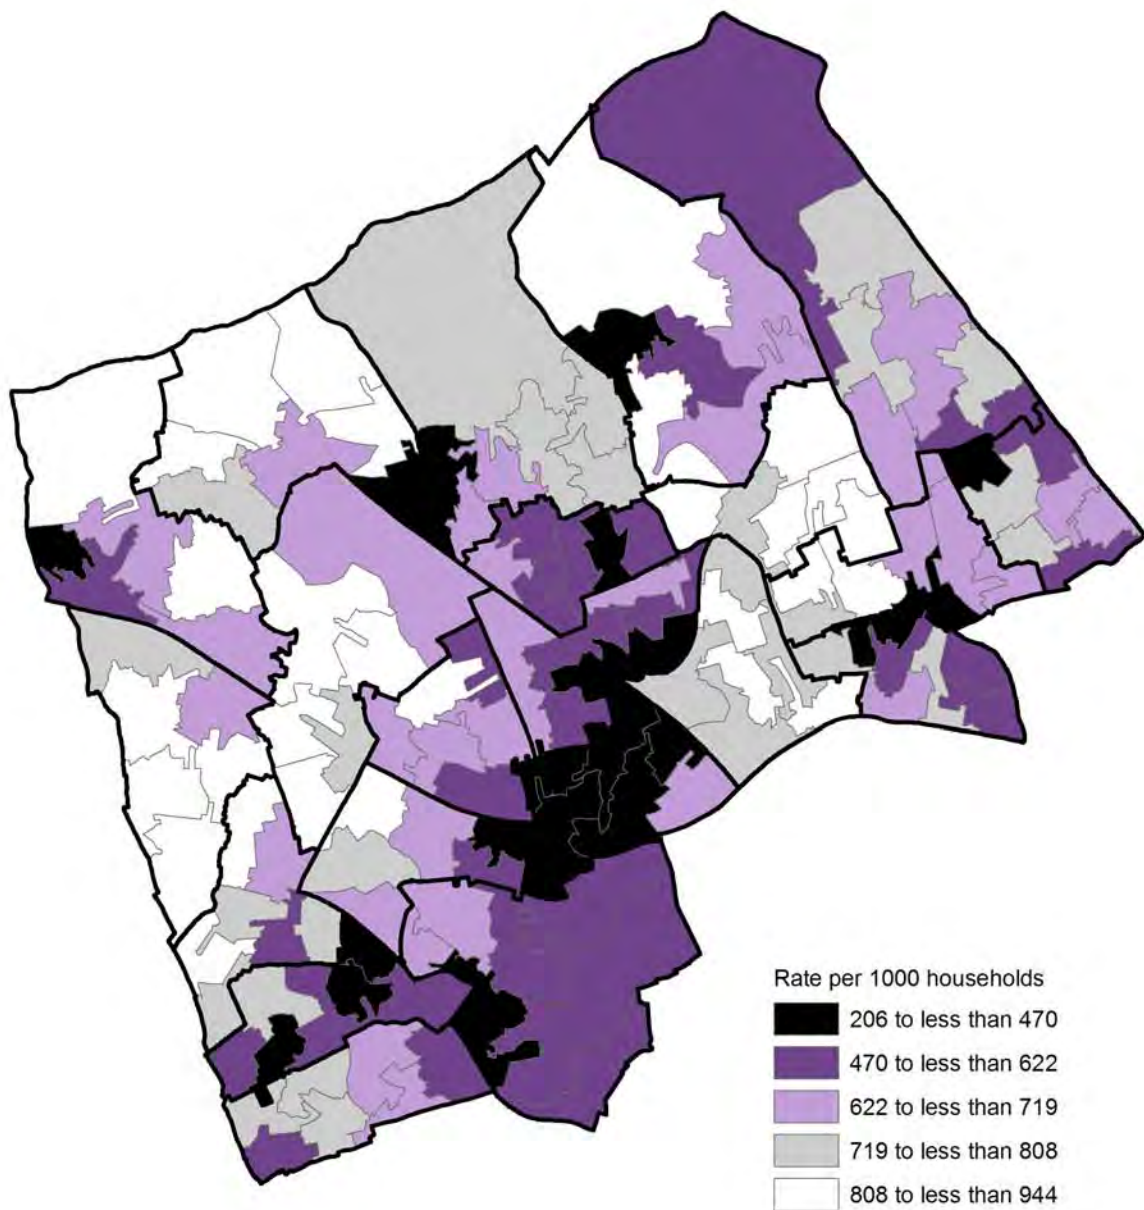 Rate per 1000 households
206 to less than 470
470 to less than 622
622 to less than 719
719 to less than 808
808 to less than 944